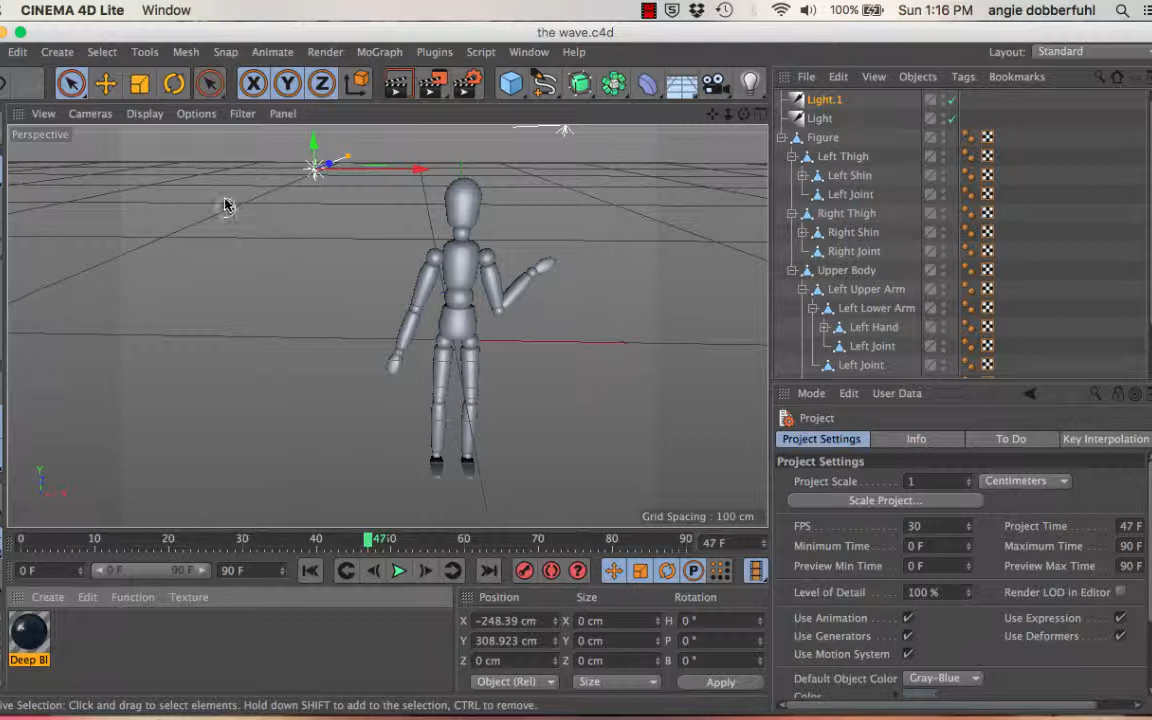 CINEMA 4D Lite Window 100% Sun 1:16 PM angie dobberfuhl
the wave.c4d
Edit Create Select Tools Mesh Snap Animate Render MoGraph Plugins Script Window Help Layout: Standard
X Y Z File Edit View Objects Tags Bookmarks
View Cameras Display Options Filter Panel
Perspective
Light.1
Light
Figure
Left Thigh
Left Shin
Left Joint
Right Thigh
Right Shin
Right Joint
Upper Body
Left Upper Arm
Left Lower Arm
Left Hand
Left Joint
Left Joint
Mode Edit User Data
Project
Project Settings Info To Do Key Interpolation
Project Settings
Project Scale 1 Centimeters
Scale Project...
Y
Grid Spacing : 100 cm
FPS 30 Project Time 47 F
0 10 20 30 40 47 50 60 70 80 90 47 F
Minimum Time 0 F Maximum Time 90 F
Preview Min Time 0 F Preview Max Time 90 F
0 F 0 F 90 F 90 F P
Level of Detail 100 % Render LOD in Editor
Create Edit Function Texture
Position Size Rotation
Use Animation Use Expression
X -248.39 cm X 0 cm H 0 °
Use Generators Use Deformers
Y 308.923 cm Y 0 cm P 0 °
Use Motion System
Z 0 cm Z 0 cm B 0 °
Deep Bl
Default Object Color Gray-Blue
Object (Rel) Size Apply
Color
ive Selection: Click and drag to select elements. Hold down SHIFT to add to the selection, CTRL to remove.